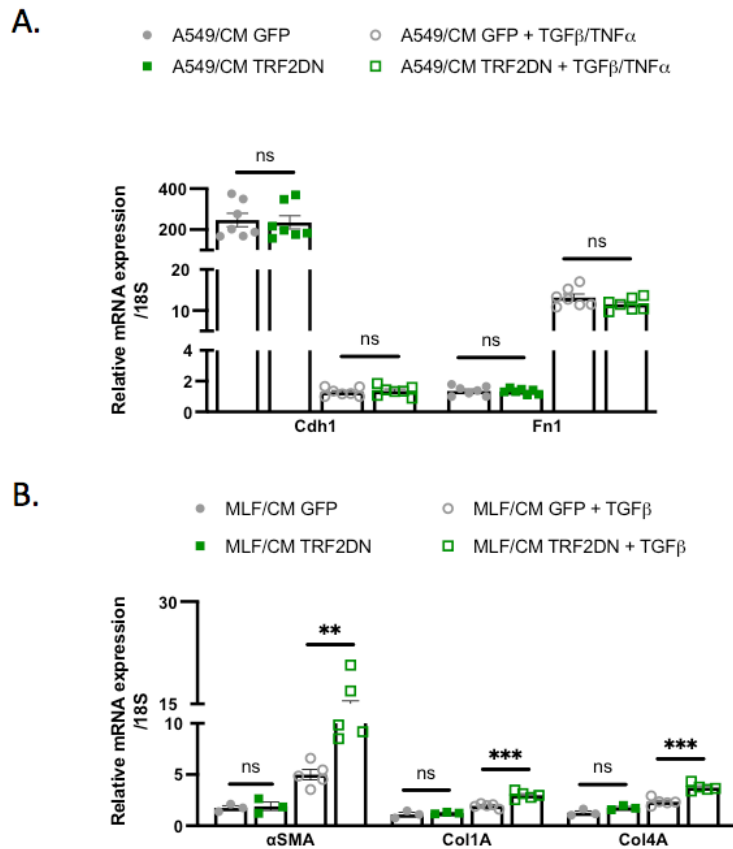 A.
A549/CM GFP
A549/CM GFP + TGFβ/TNFα
A549/CM TRF2DN
A549/CM TRF2DN + TGFβ/TNFα
Relative mRNA expression
/18S
400
200
20
10
4
2
0
ns
ns
ns
ns
Cdh1
Fn1
B.
MLF/CM GFP
MLF/CM GFP + TGFβ
MLF/CM TRF2DN
MLF/CM TRF2DN + TGFβ
Relative mRNA expression
/18S
30
15
10
5
0
ns
**
ns
***
ns
***
αSMA
Col1A
Col4A